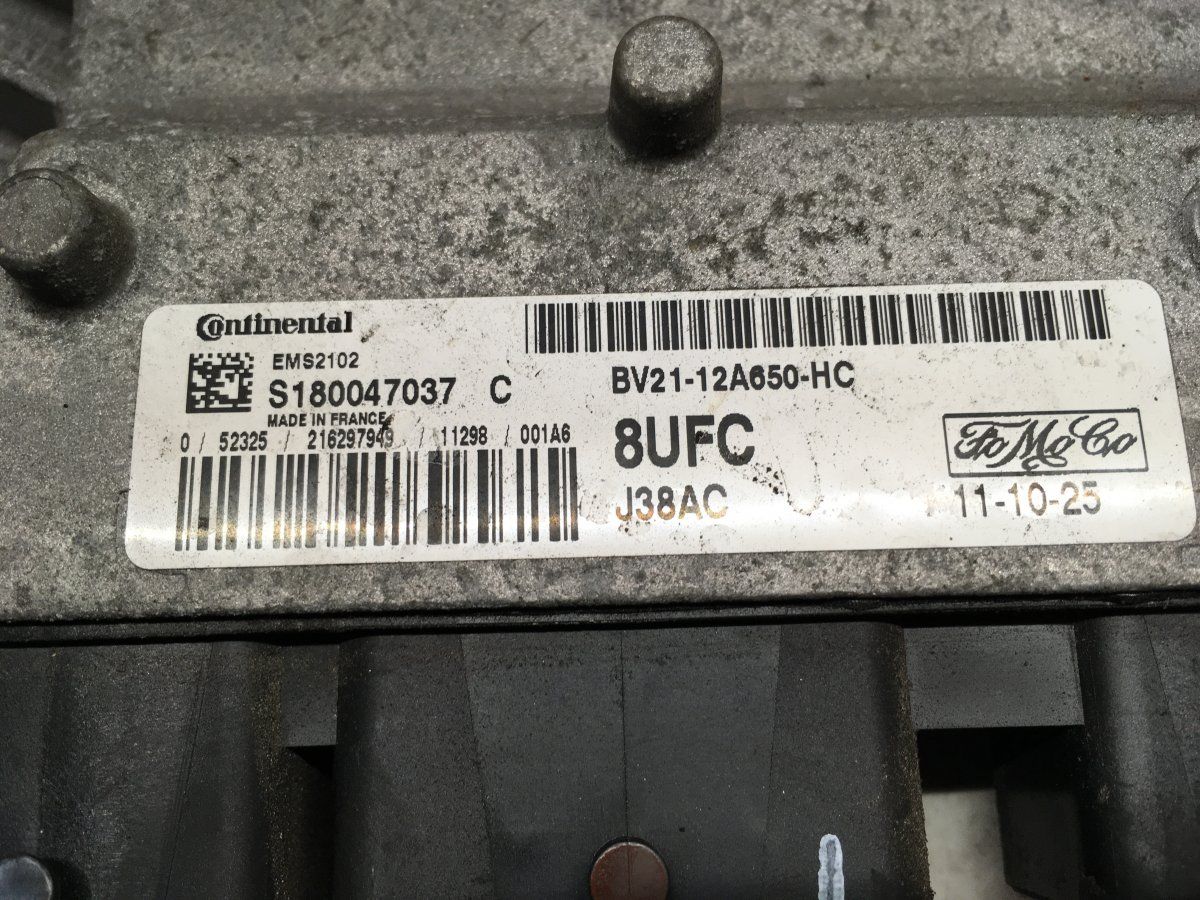 Continental
EMS2102
S180047037 C
MADE IN FRANCE
0 / 52325 / 216297949 / 11298 / 001A6
BV21-12A650-HC
8UFC
J38AC
FoMoCo
11-10-25